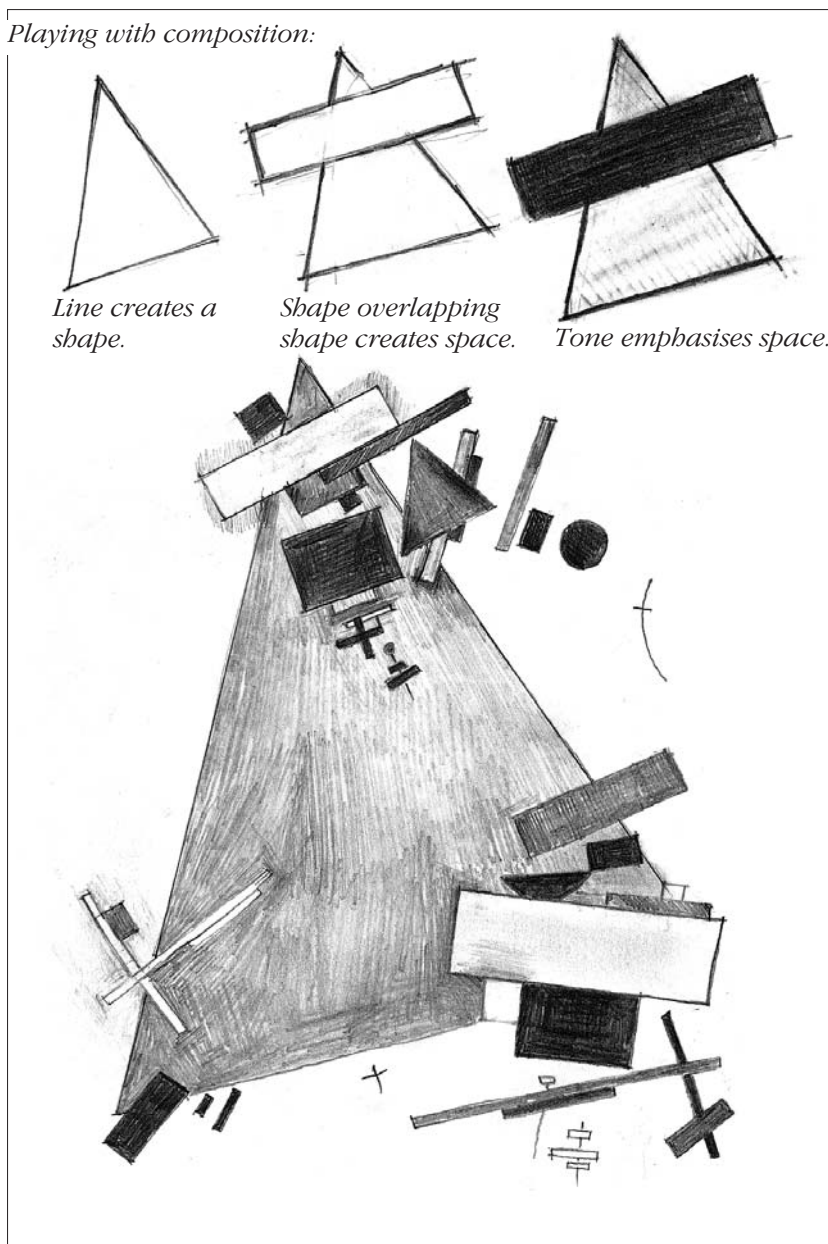 Playing with composition:
Line creates a
shape.
Shape overlapping
shape creates space.
Tone emphasises space.